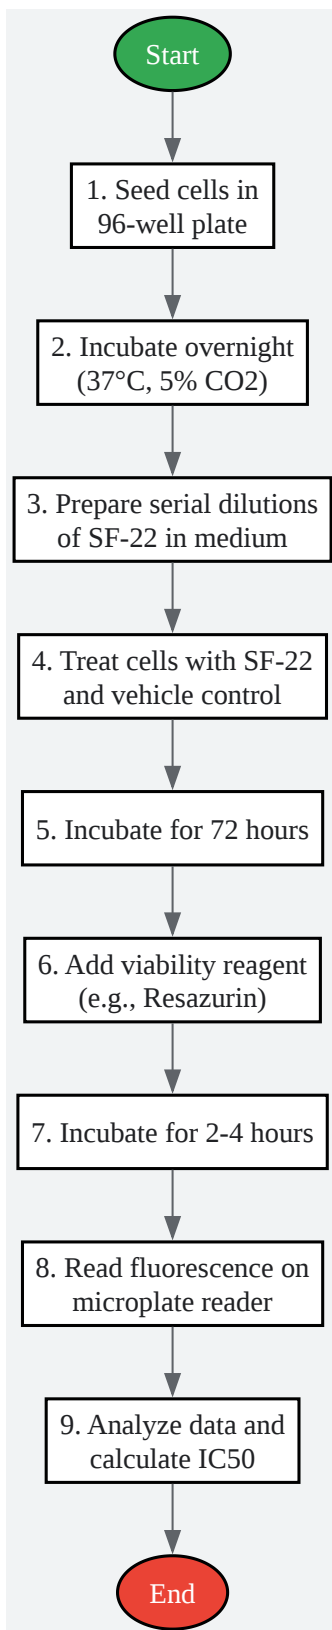 Start
1. Seed cells in
96-well plate
2. Incubate overnight
(37°C, 5% CO2)
3. Prepare serial dilutions
of SF-22 in medium
4. Treat cells with SF-22
and vehicle control
5. Incubate for 72 hours
6. Add viability reagent
(e.g., Resazurin)
7. Incubate for 2-4 hours
8. Read fluorescence on
microplate reader
9. Analyze data and
calculate IC50
End